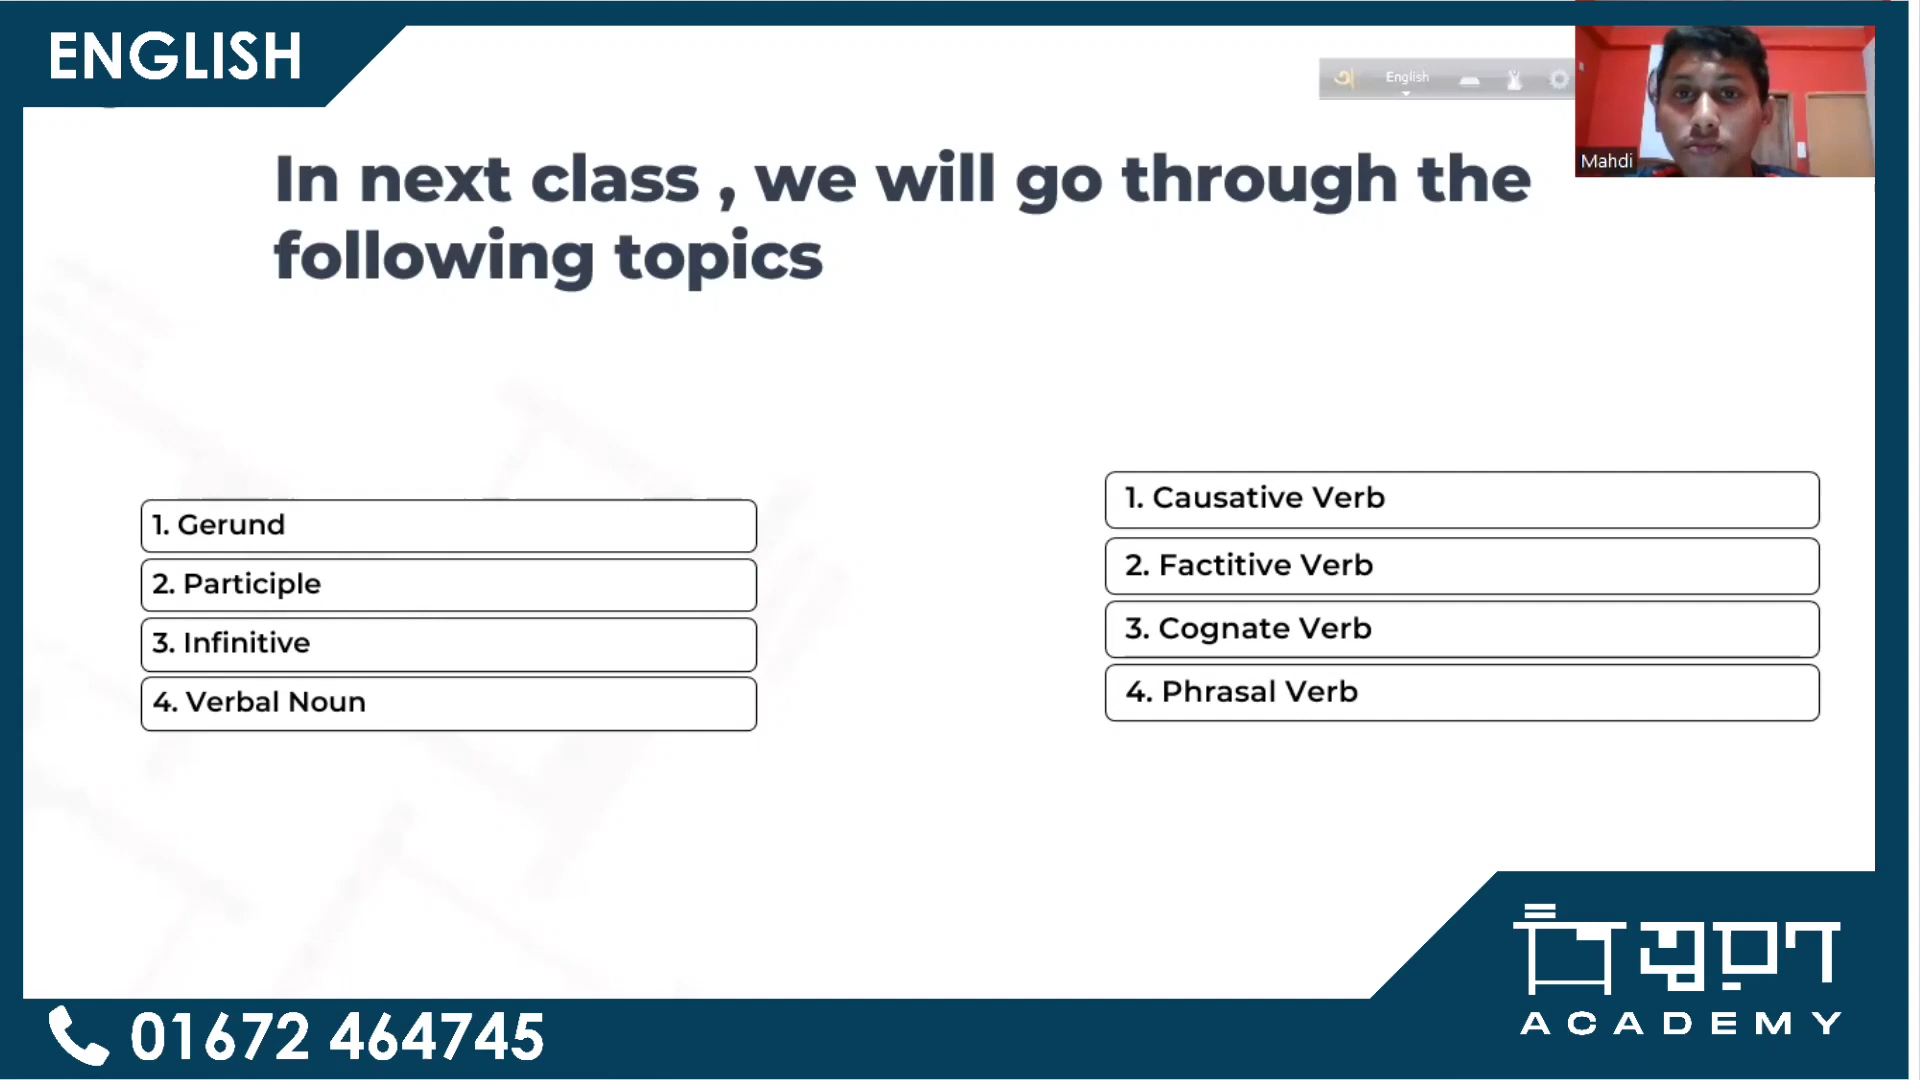 ENGLISH
English
Mahdi
In next class , we will go through the
following topics
1. Gerund
2. Participle
3. Infinitive
4. Verbal Noun
1. Causative Verb
2. Factitive Verb
3. Cognate Verb
4. Phrasal Verb
ACADEMY
01672 464745